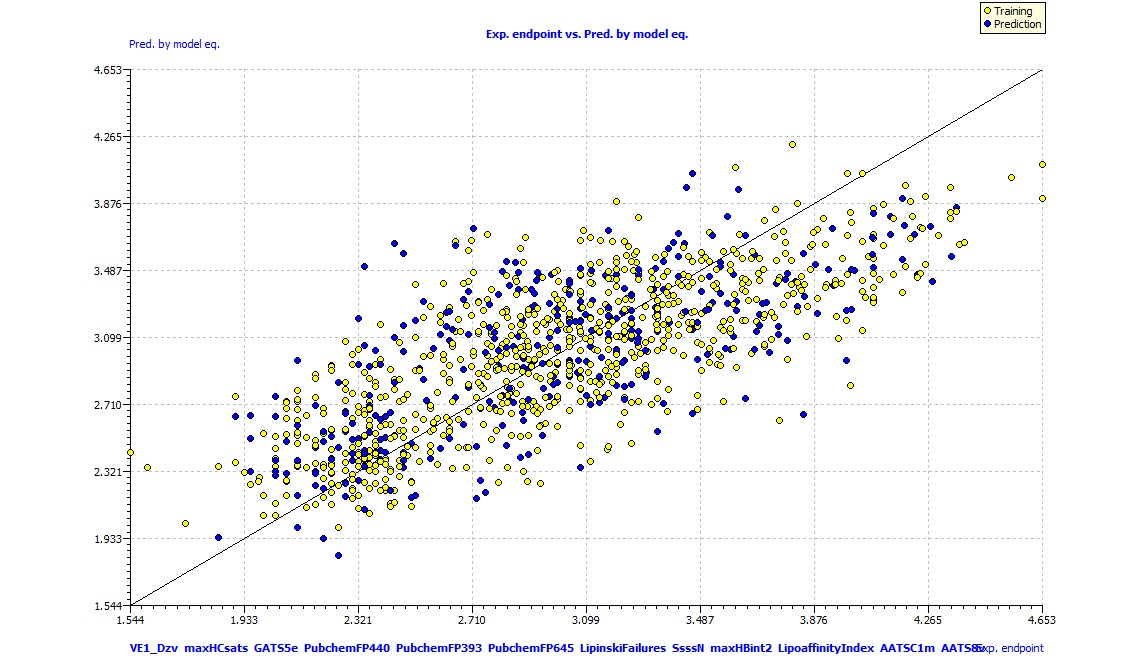 Training
Prediction
Exp. endpoint vs. Pred. by model eq.
Pred. by model eq.
4.653
4.265
3.876
3.487
3.099
2.710
2.321
1.933
1.544
1.544 1.933 2.321 2.710 3.099 3.487 3.876 4.265 4.653
VE1_Dzv maxHCsats GATS5e PubchemFP440 PubchemFP393 PubchemFP645 LipinskiFailures SsssN maxHBint2 LipoaffinityIndex AATSC1m Exp. endpoint